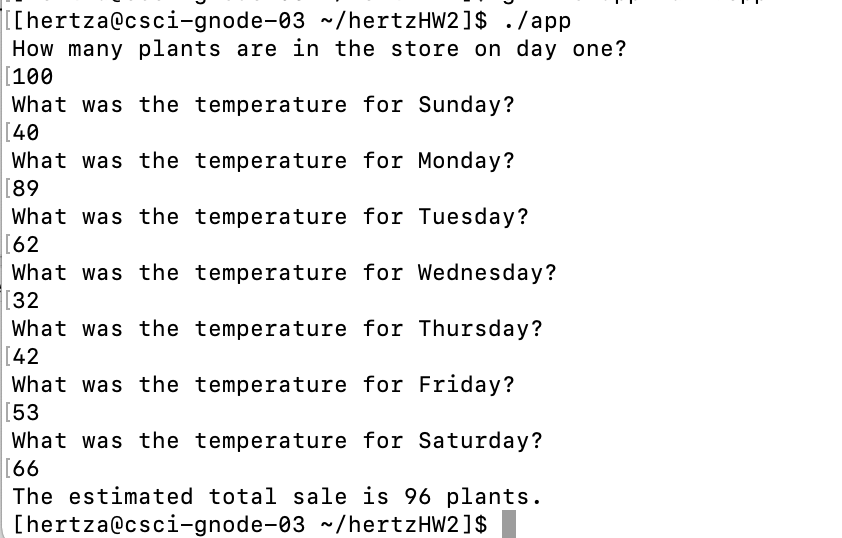 [[hertza@csci-gnode-03 ~/hertzHW2]$ ./app
How many plants are in the store on day one?
[100
What was the temperature for Sunday?
[40
What was the temperature for Monday?
[89
What was the temperature for Tuesday?
[62
What was the temperature for Wednesday?
[32
What was the temperature for Thursday?
[42
What was the temperature for Friday?
[53
What was the temperature for Saturday?
[66
The estimated total sale is 96 plants.
[hertza@csci-gnode-03 ~/hertzHW2]$